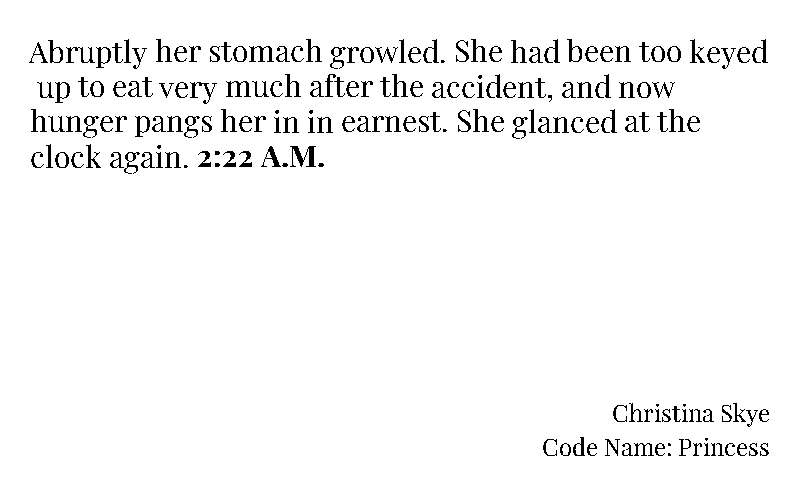 Abruptly her stomach growled. She had been too keyed
up to eat very much after the accident, and now
hunger pangs her in in earnest. She glanced at the
clock again. 2:22 A.M.
Christina Skye
Code Name: Princess